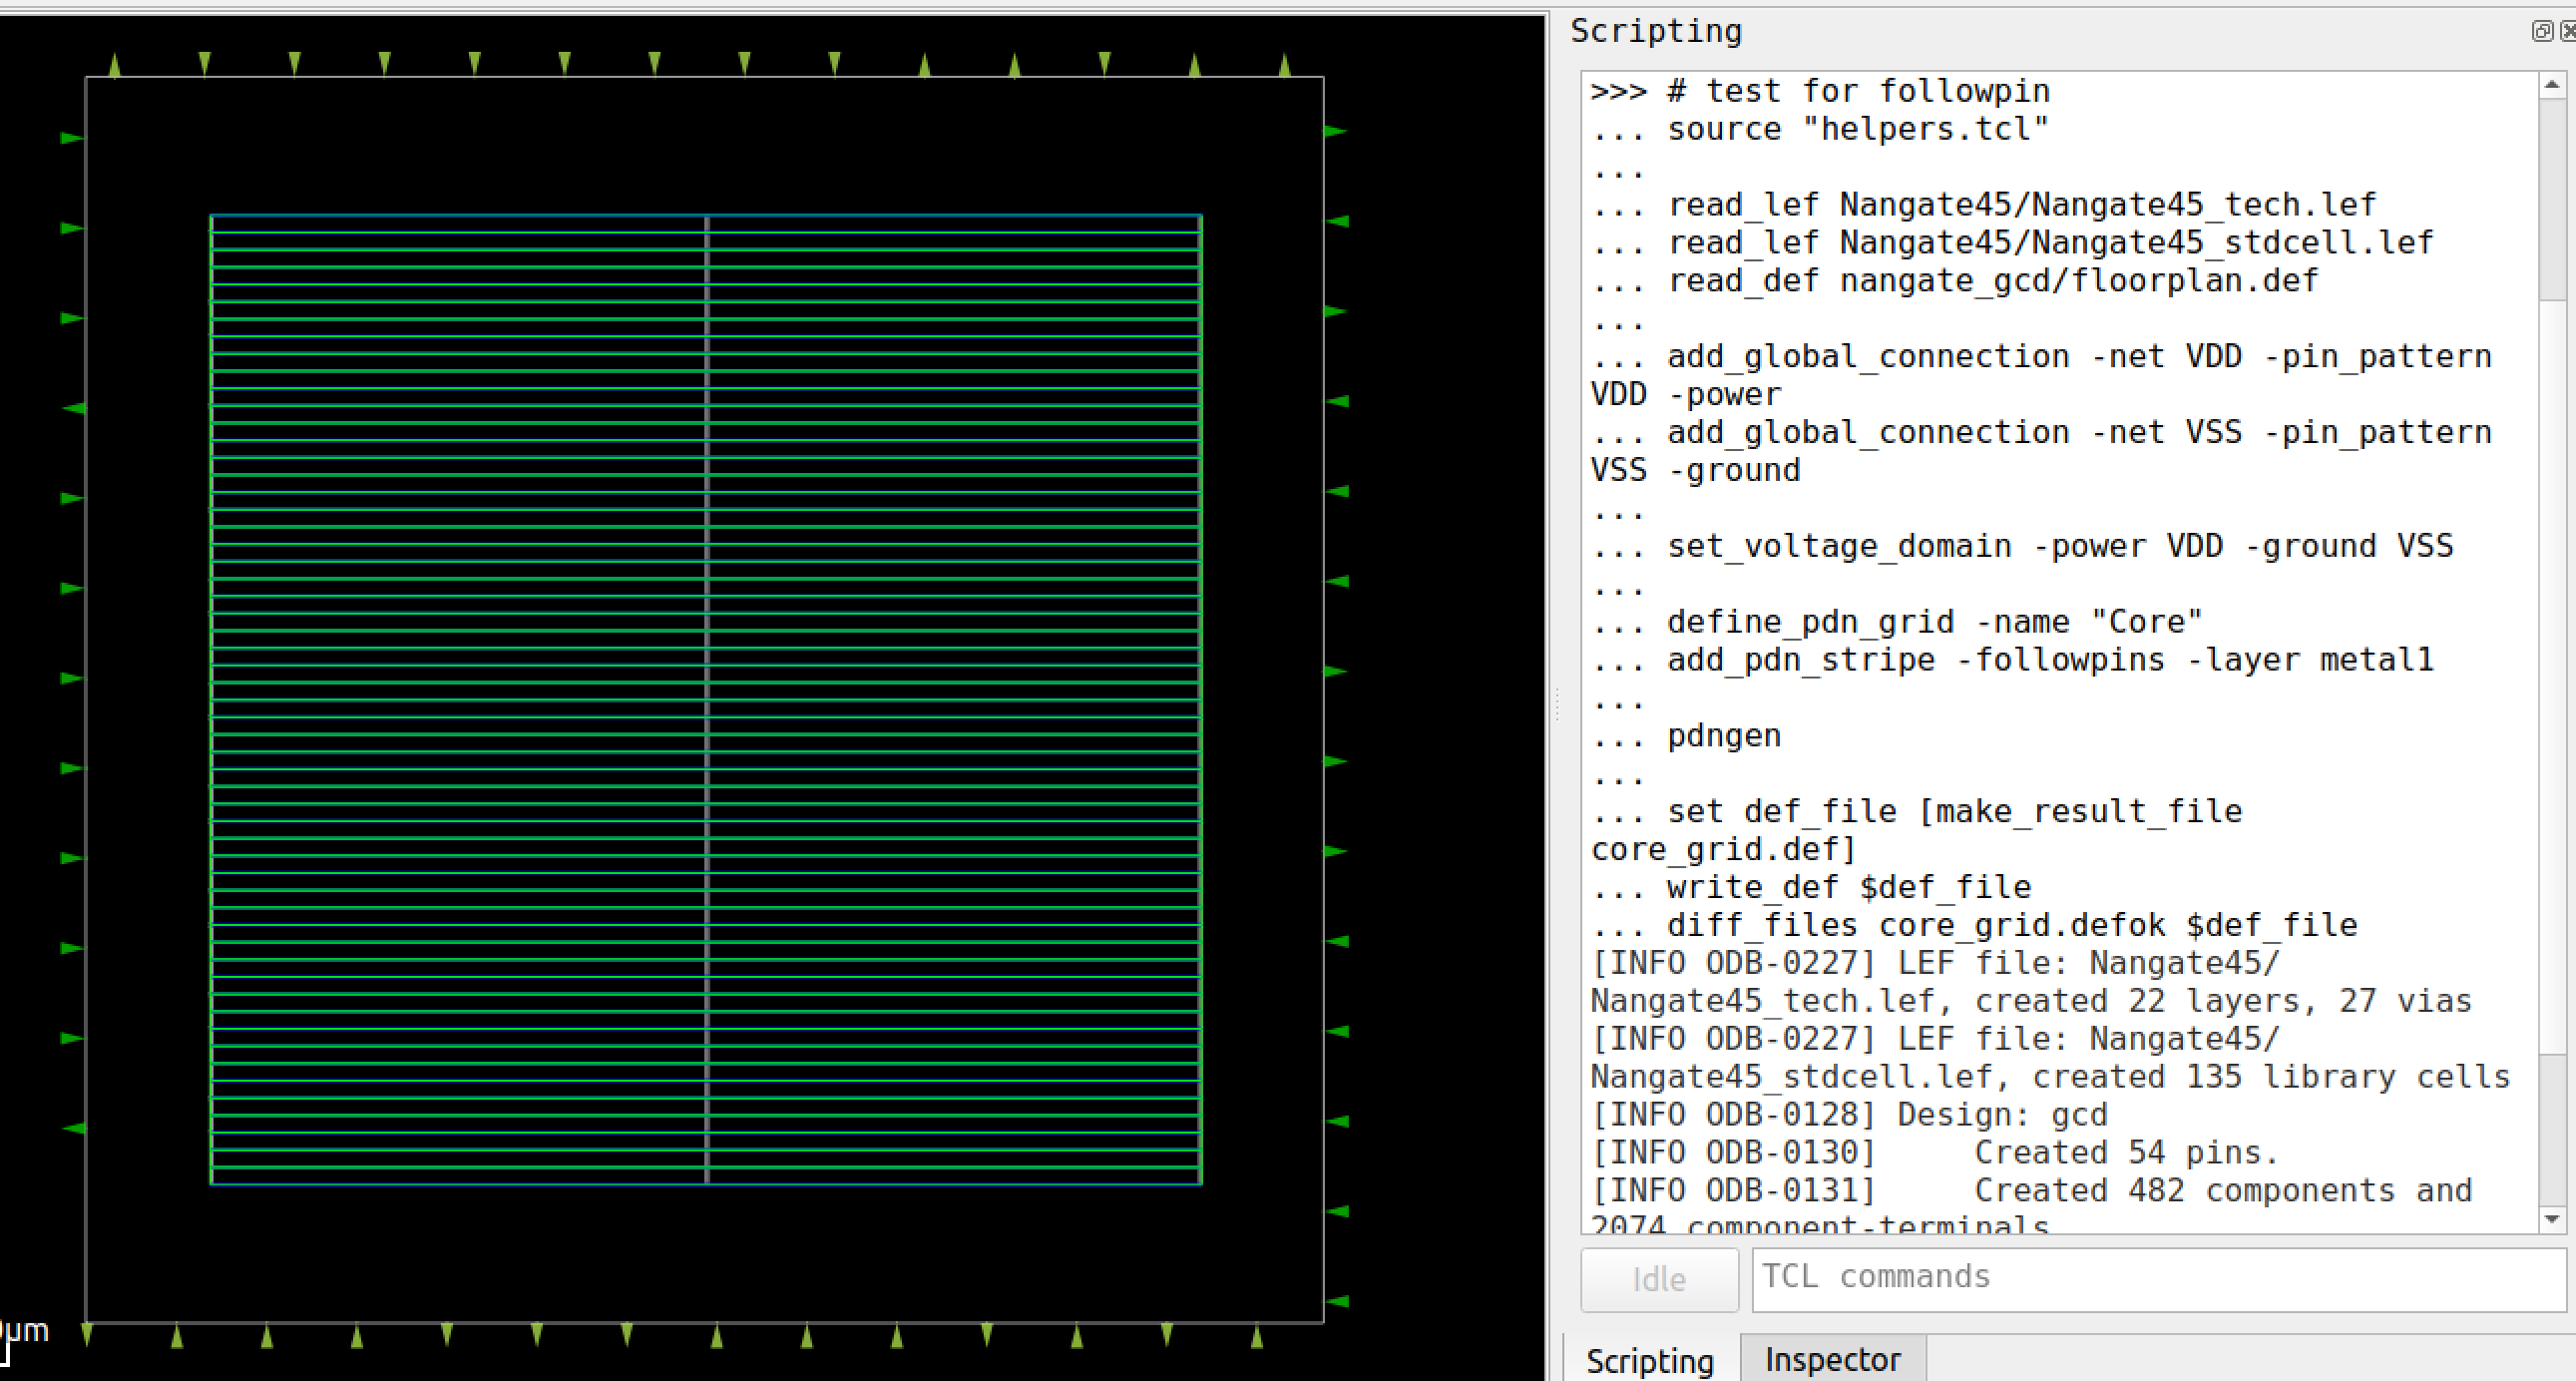 Scripting
>>> # test for followpin
... source "helpers.tcl"
...
... read_lef Nangate45/Nangate45_tech.lef
... read_lef Nangate45/Nangate45_stdcell.lef
... read_def nangate_gcd/floorplan.def
...
... add_global_connection -net VDD -pin_pattern
VDD -power
... add_global_connection -net VSS -pin_pattern
VSS -ground
...
... set_voltage_domain -power VDD -ground VSS
...
... define_pdn_grid -name "Core"
... add_pdn_stripe -followpins -layer metal1
...
... pdngen
...
... set def_file [make_result_file
core_grid.def]
... write_def $def_file
... diff_files core_grid.defok $def_file
[INFO ODB-0227] LEF file: Nangate45/
Nangate45_tech.lef, created 22 layers, 27 vias
[INFO ODB-0227] LEF file: Nangate45/
Nangate45_stdcell.lef, created 135 library cells
[INFO ODB-0128] Design: gcd
[INFO ODB-0130]     Created 54 pins.
[INFO ODB-0131]     Created 482 components and
2074 component-terminals
Idle
TCL commands
Scripting
Inspector
μm